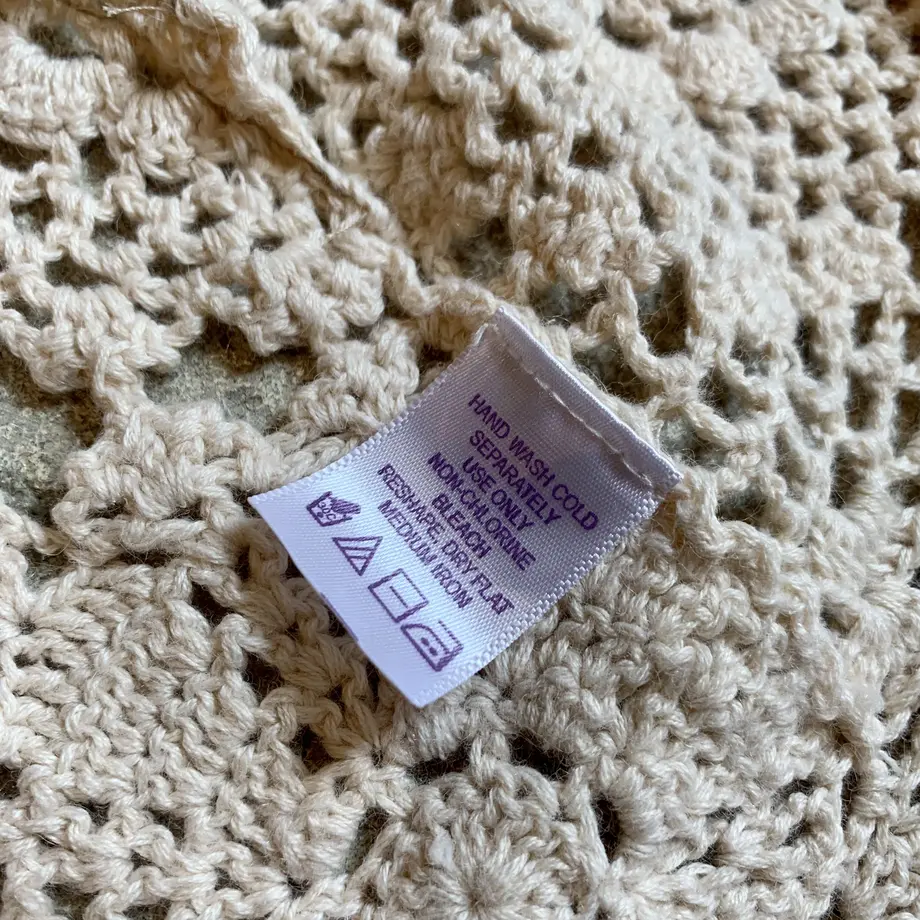 HAND WASH COLD
SEPARATELY
USE ONLY
NON-CHLORINE
BLEACH
RESHAPE, DRY FLAT
MEDIUM IRON